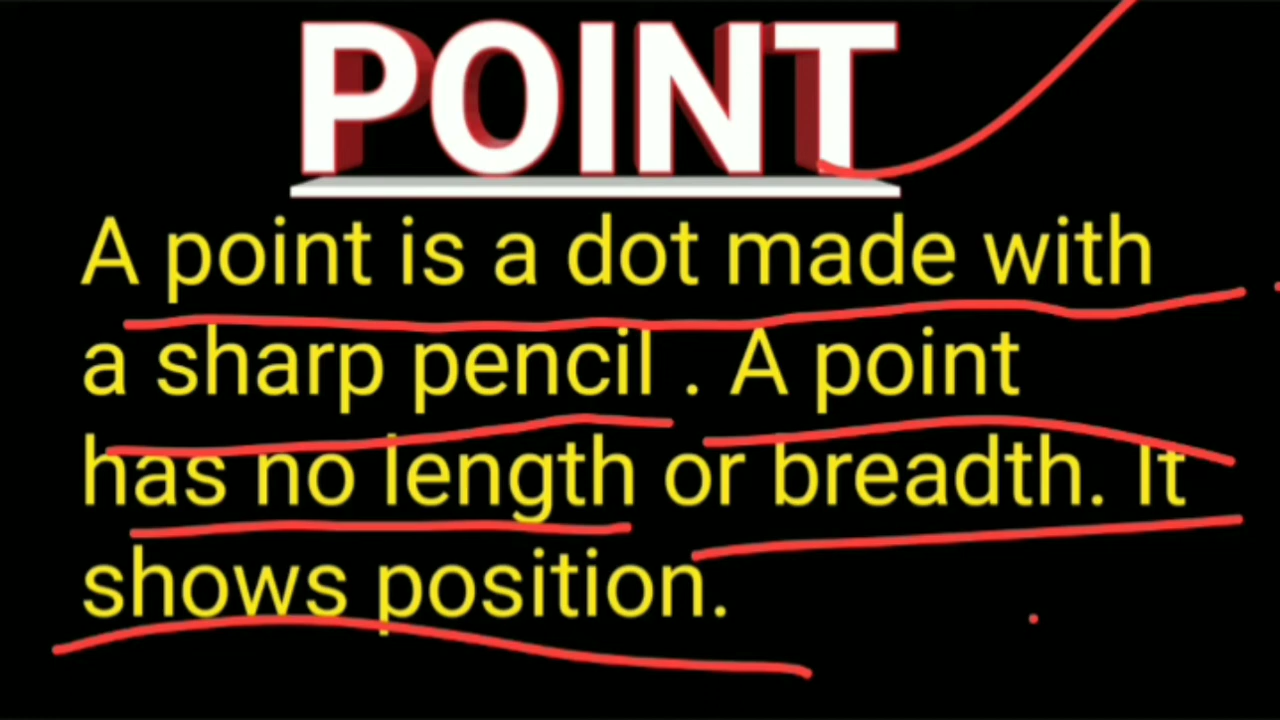 POINT
A point is a dot made with
a sharp pencil . A point
has no length or breadth. It
shows position.